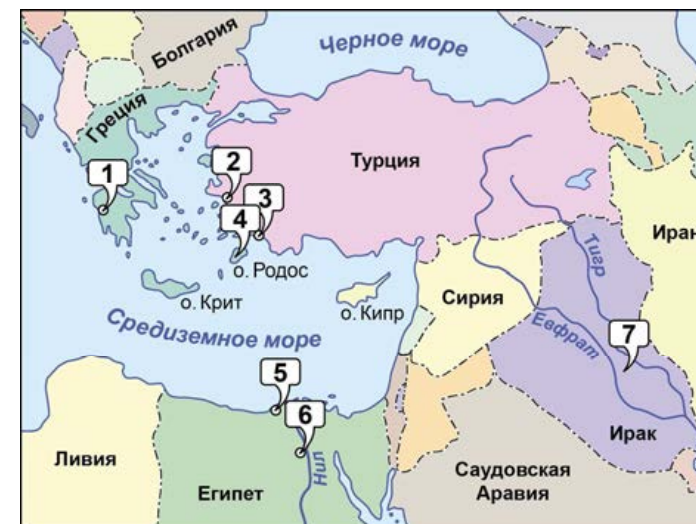 Болгария
Черное море
Греция
Турция
1
2
3
4
о. Родос
о. Крит
о. Кипр
Сирия
Тигр
Иран
Евфрат
Средиземное море
7
5
6
Ирак
Ливия
Египет
Нил
Саудовская
Аравия